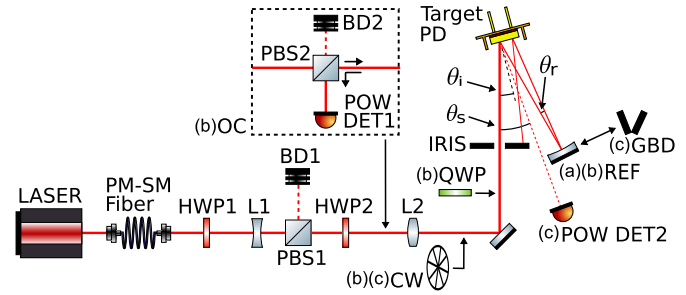 BD2
PBS2
POW
DET1
(b)OC
Target
PD
θi
θr
θs
IRIS
(c)GBD
(a)(b)REF
BD1
(b)QWP
LASER
PM-SM
Fiber
HWP1
L1
HWP2
L2
PBS1
(c)POW DET2
(b)(c)CW